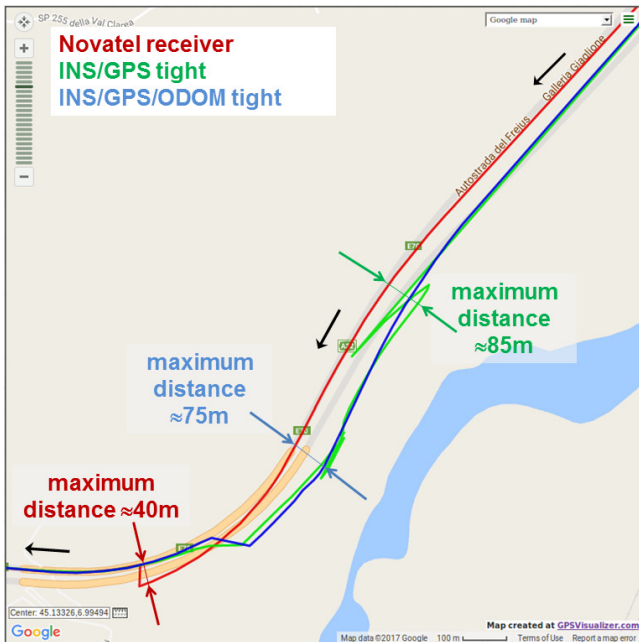 SP 255 della Val Clarea
Google map
Novatel receiver
INS/GPS tight
INS/GPS/ODOM tight
Galleria Giaglione
Autostrada del Frejus
maximum
distance
≈85m
maximum
distance
≈75m
maximum
distance ≈40m
Center: 45.13326,6.99494
Map created at GPSVisualizer.com
Google
Map data ©2017 Google 100 m Terms of Use Report a map error